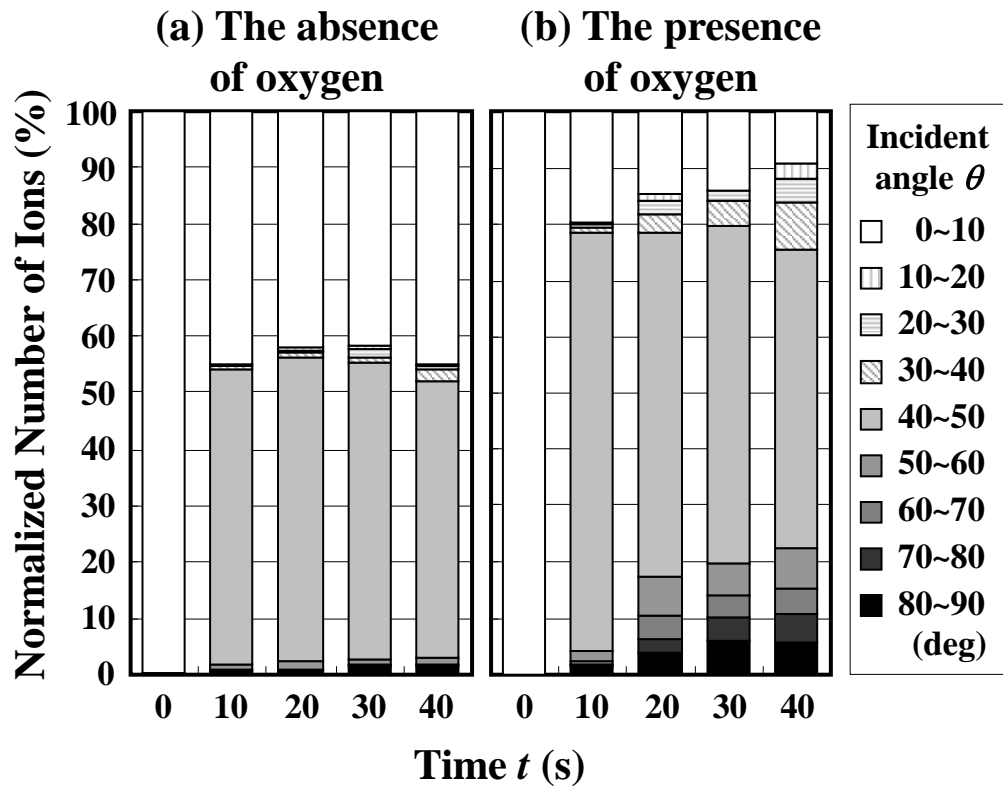 (a) The absence
of oxygen
(b) The presence
of oxygen
Normalized Number of Ions (%)
100
90
80
70
60
50
40
30
20
10
0
0 10 20 30 40
0 10 20 30 40
Time t (s)
Incident
angle θ
0~10
10~20
20~30
30~40
40~50
50~60
60~70
70~80
80~90
(deg)